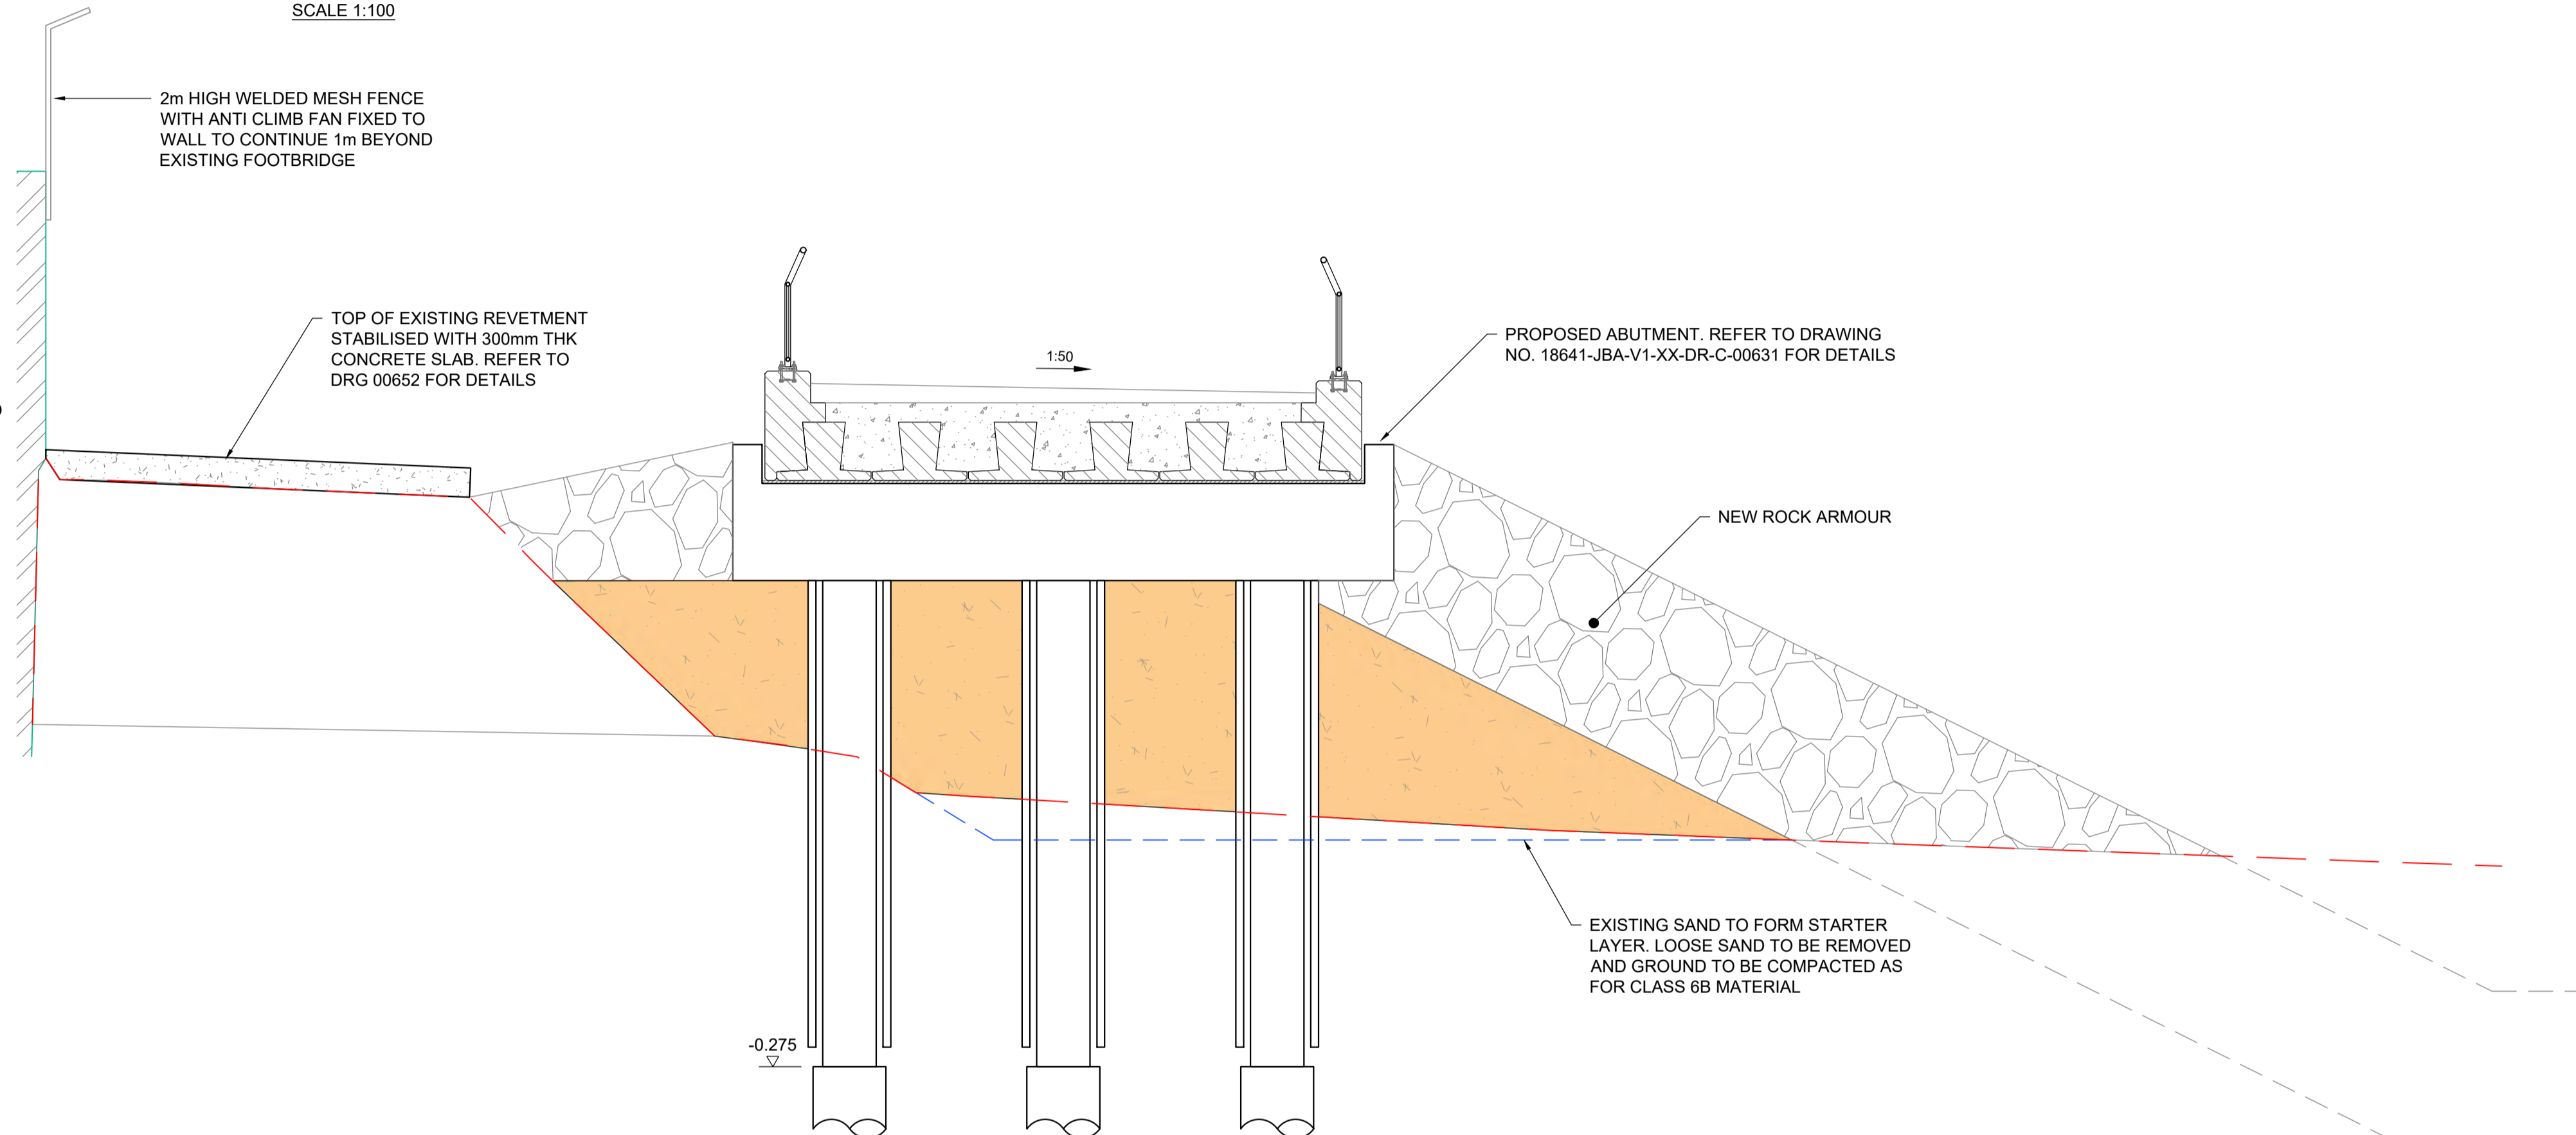 SCALE 1:100
2m HIGH WELDED MESH FENCE
WITH ANTI CLIMB FAN FIXED TO
WALL TO CONTINUE 1m BEYOND
EXISTING FOOTBRIDGE
TOP OF EXISTING REVETMENT
STABILISED WITH 300mm THK
CONCRETE SLAB. REFER TO
DRG 00652 FOR DETAILS
1:50
PROPOSED ABUTMENT. REFER TO DRAWING
NO. 18641-JBA-V1-XX-DR-C-00631 FOR DETAILS
NEW ROCK ARMOUR
EXISTING SAND TO FORM STARTER
LAYER. LOOSE SAND TO BE REMOVED
AND GROUND TO BE COMPACTED AS
FOR CLASS 6B MATERIAL
-0.275